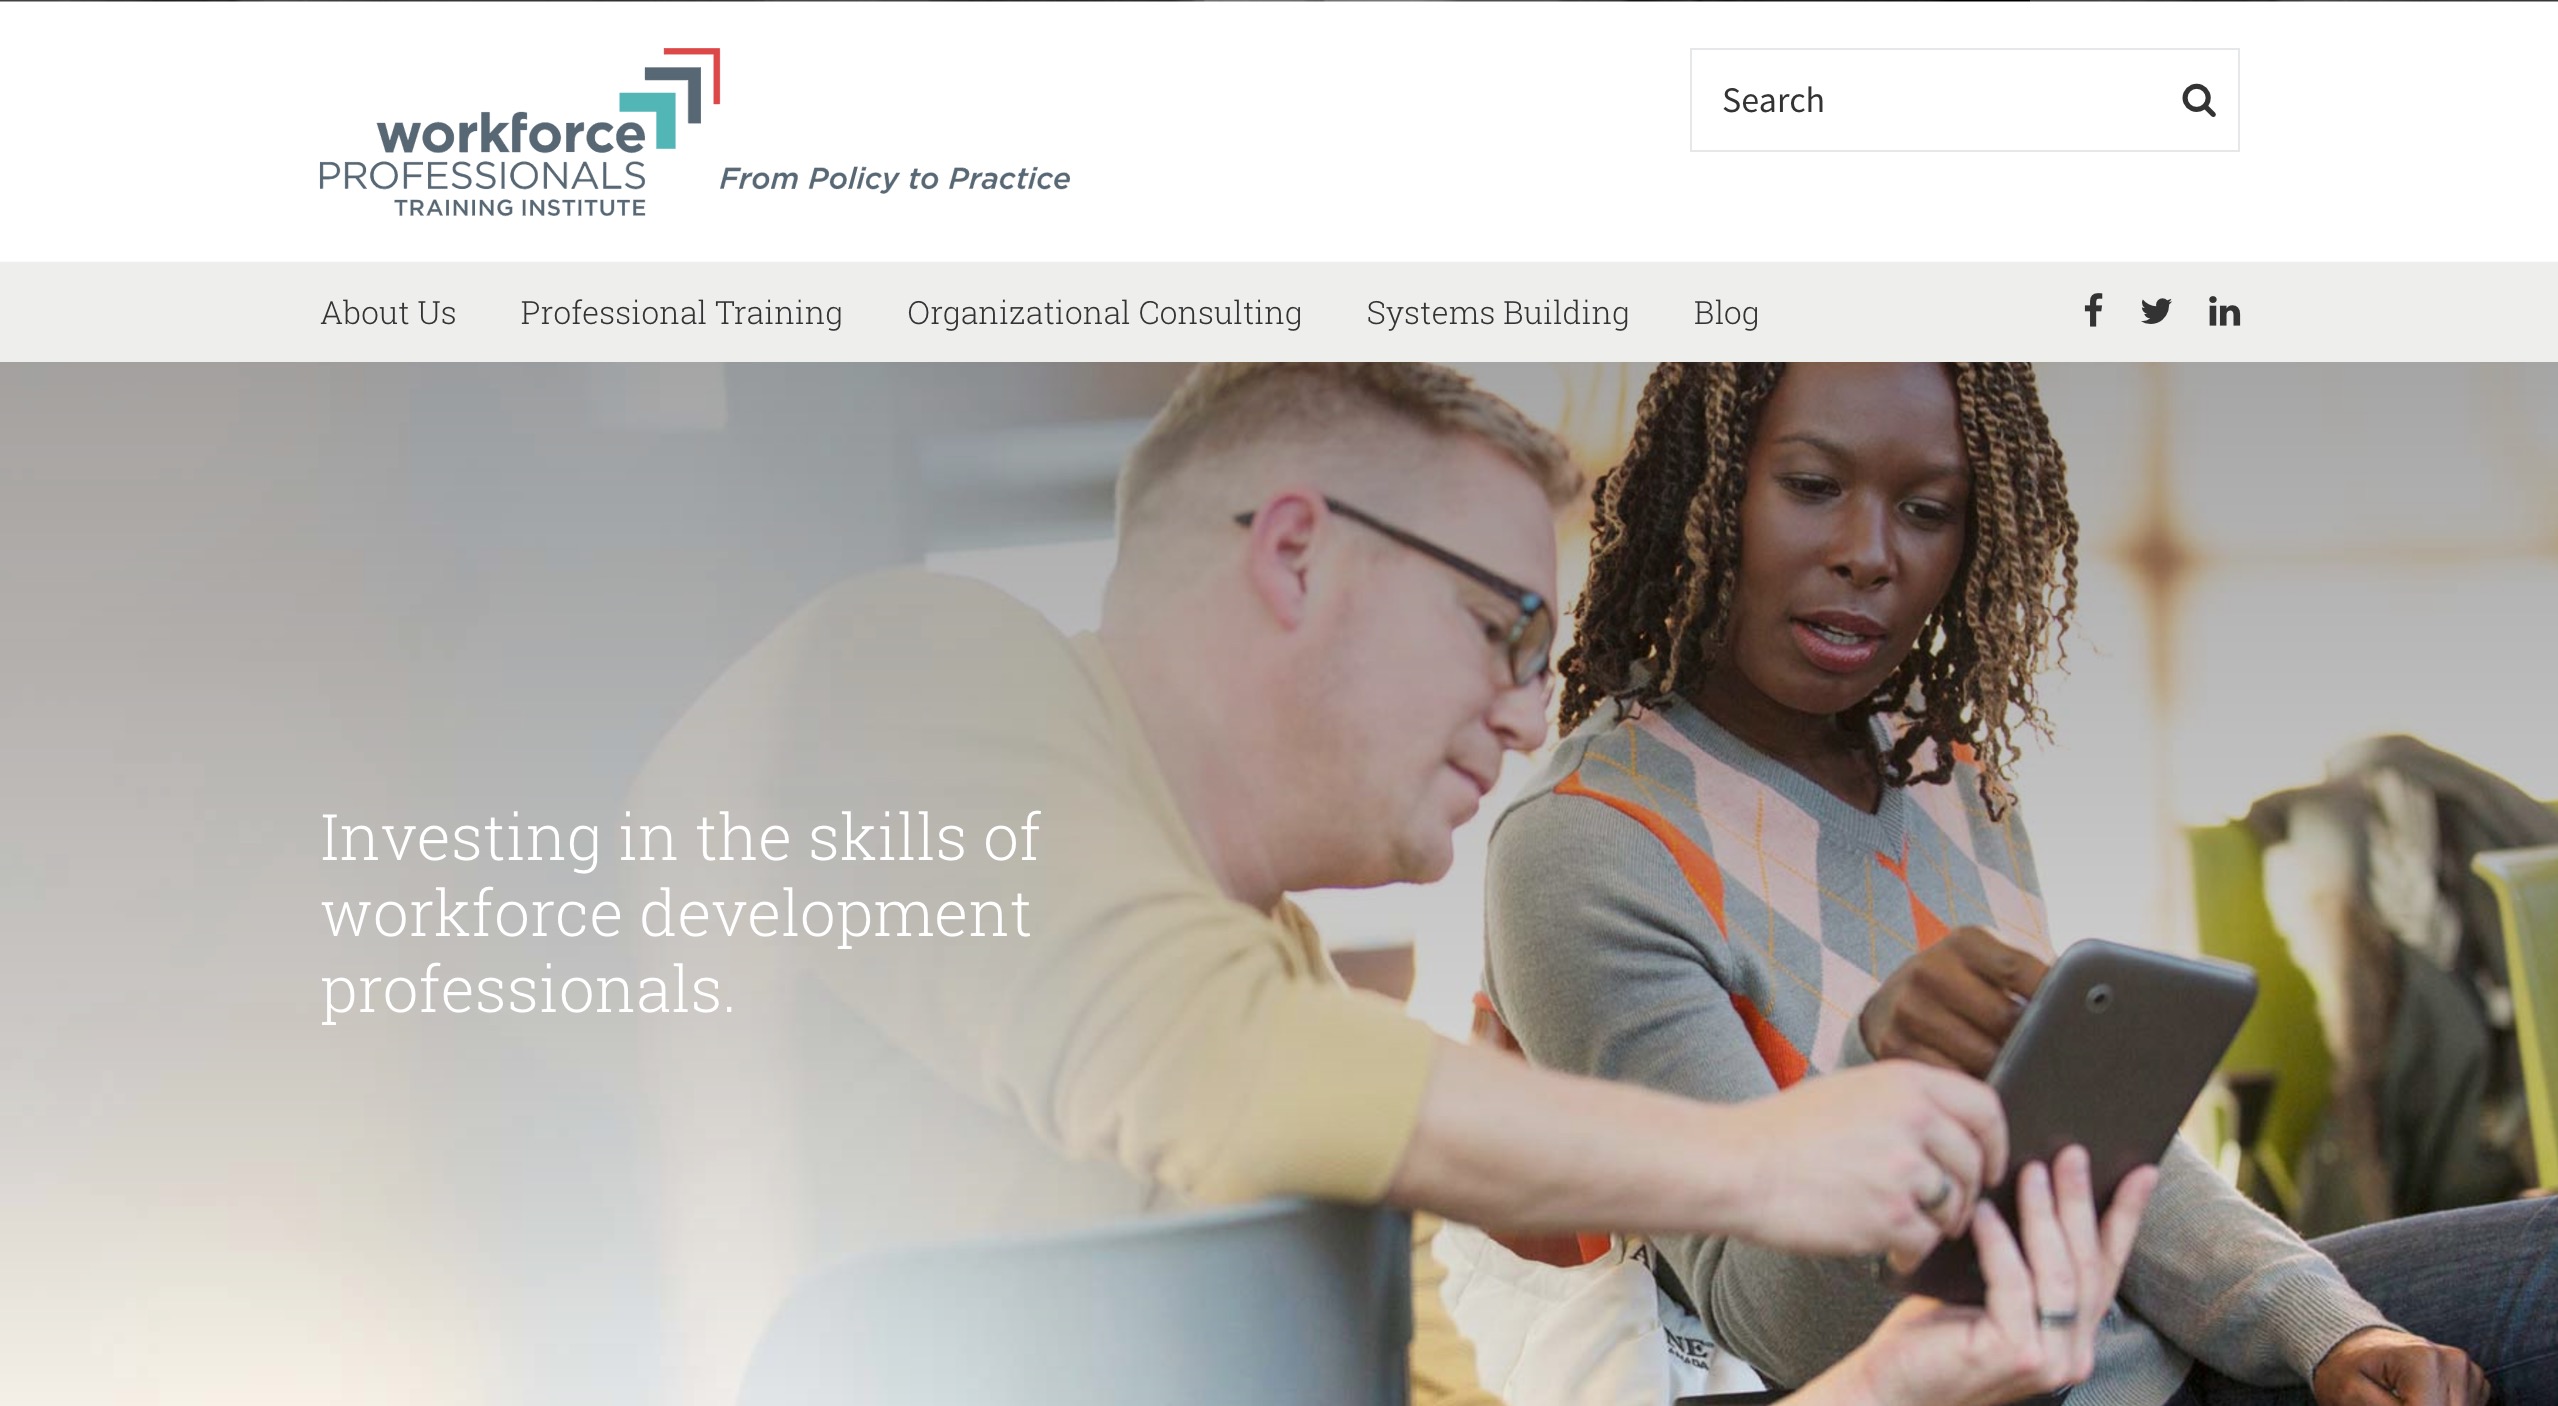 workforce
PROFESSIONALS
TRAINING INSTITUTE
From Policy to Practice
Search
About Us Professional Training Organizational Consulting Systems Building Blog
Investing in the skills of
workforce development
professionals.